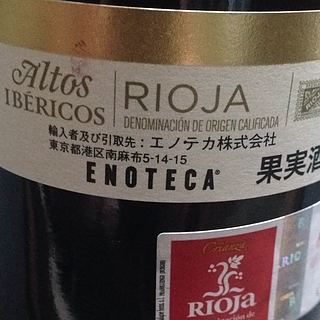 Altos
IBÉRICOS
RIOJA
DENOMINACIÓN DE ORIGEN CALIFICADA
輸入者及び引取先：エノテカ株式会社
東京都港区南麻布5-14-15
ENOTECA®
果実酒
Crianza
RIOJA
RIO